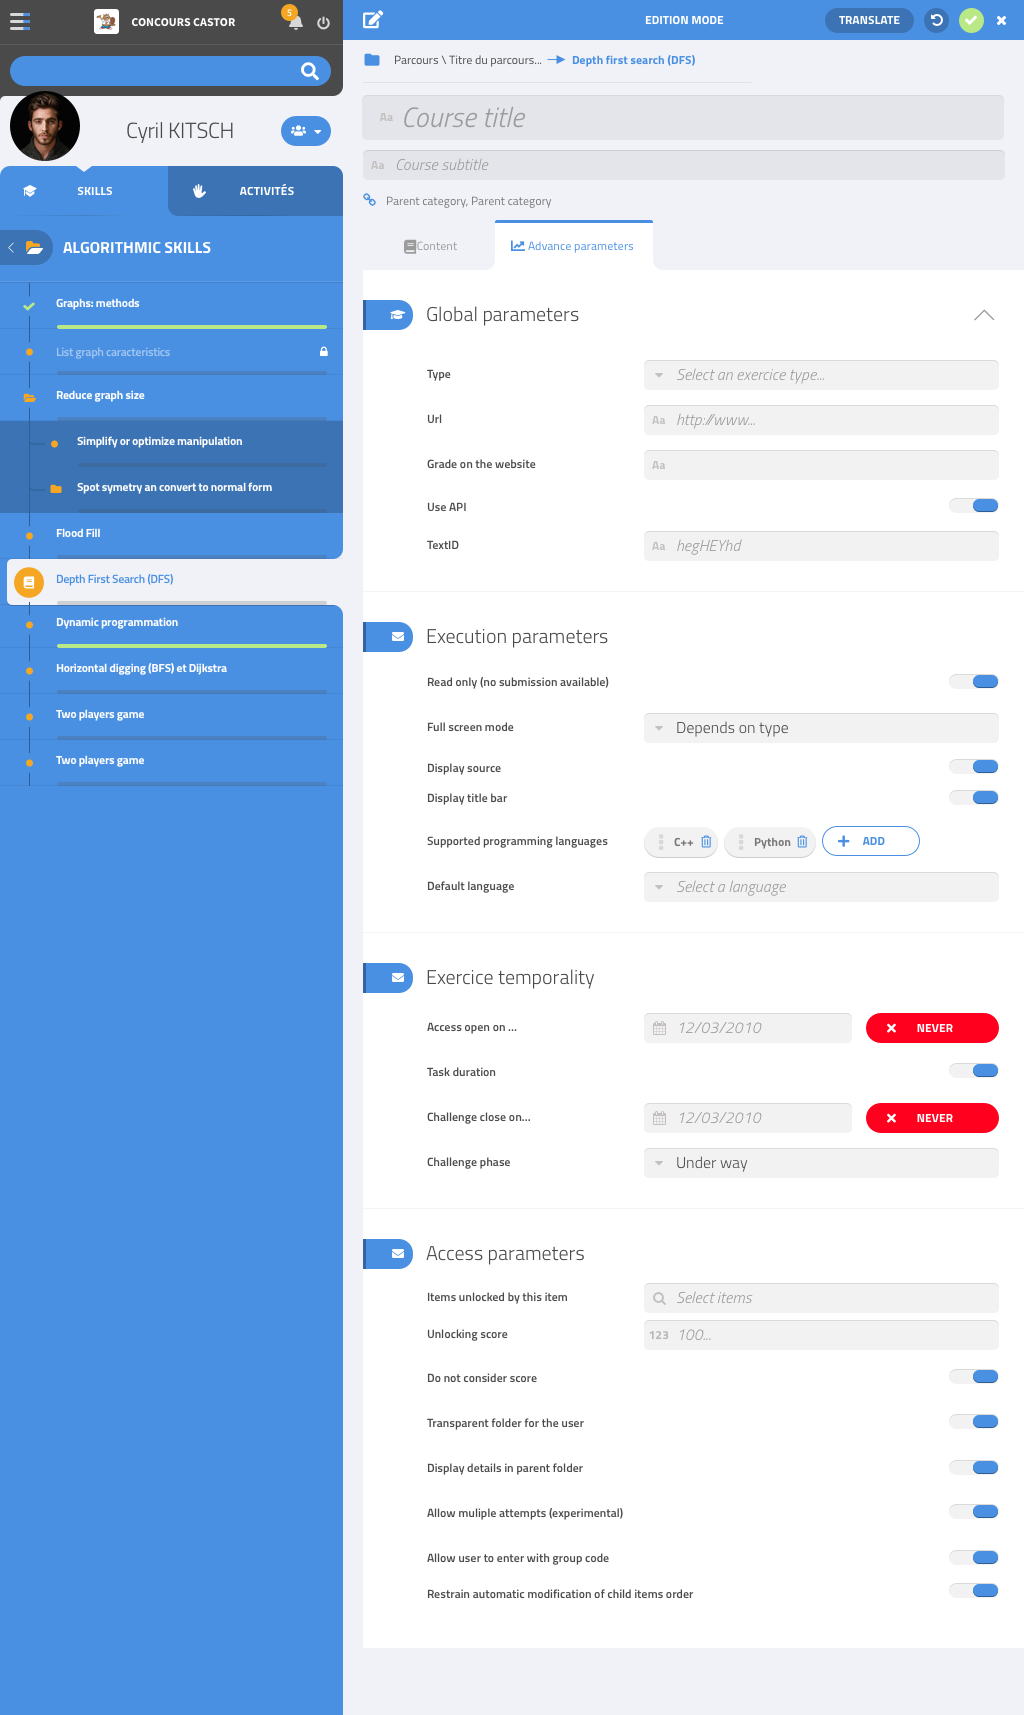 CONCOURS CASTOR
5
EDITION MODE
TRANSLATE
Parcours \ Titre du parcours...
Depth first search (DFS)
Cyril KITSCH
SKILLS
ACTIVITÉS
ALGORITHMIC SKILLS
Graphs: methods
List graph caracteristics
Reduce graph size
Simplify or optimize manipulation
Spot symetry an convert to normal form
Flood Fill
Depth First Search (DFS)
Dynamic programmation
Horizontal digging (BFS) et Dijkstra
Two players game
Two players game
Aa Course title
Aa Course subtitle
Parent category, Parent category
Content
Advance parameters
Global parameters
Type
Select an exercice type...
Url
Aa http://www...
Grade on the website
Aa
Use API
TextID
Aa hegHEYhd
Execution parameters
Read only (no submission available)
Full screen mode
Depends on type
Display source
Display title bar
Supported programming languages
C++
Python
ADD
Default language
Select a language
Exercice temporality
Access open on ...
12/03/2010
NEVER
Task duration
Challenge close on...
12/03/2010
NEVER
Challenge phase
Under way
Access parameters
Items unlocked by this item
Select items
Unlocking score
123 100...
Do not consider score
Transparent folder for the user
Display details in parent folder
Allow muliple attempts (experimental)
Allow user to enter with group code
Restrain automatic modification of child items order